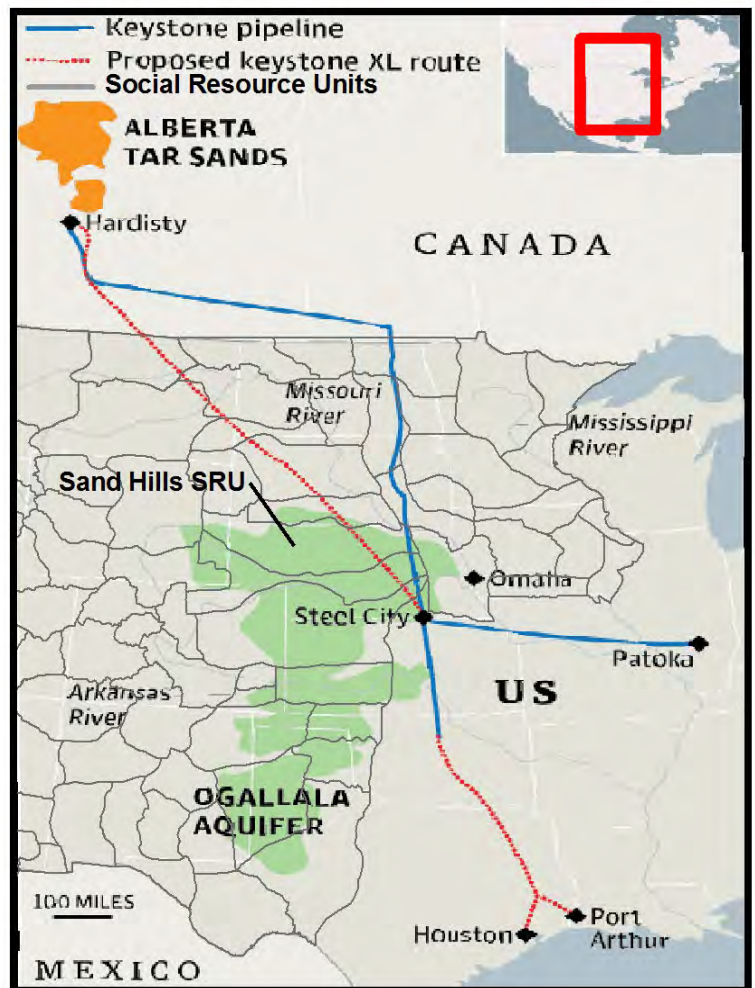 Keystone pipeline
Proposed keystone XL route
Social Resource Units
ALBERTA
TAR SANDS
Hardisty
CANADA
Missouri
River
Mississippi
River
Sand Hills SRU
Omaha
Steel City
Patoka
US
Arkansas
River
OGALLALA
AQUIFER
100 MILES
Port
Arthur
Houston
MEXICO